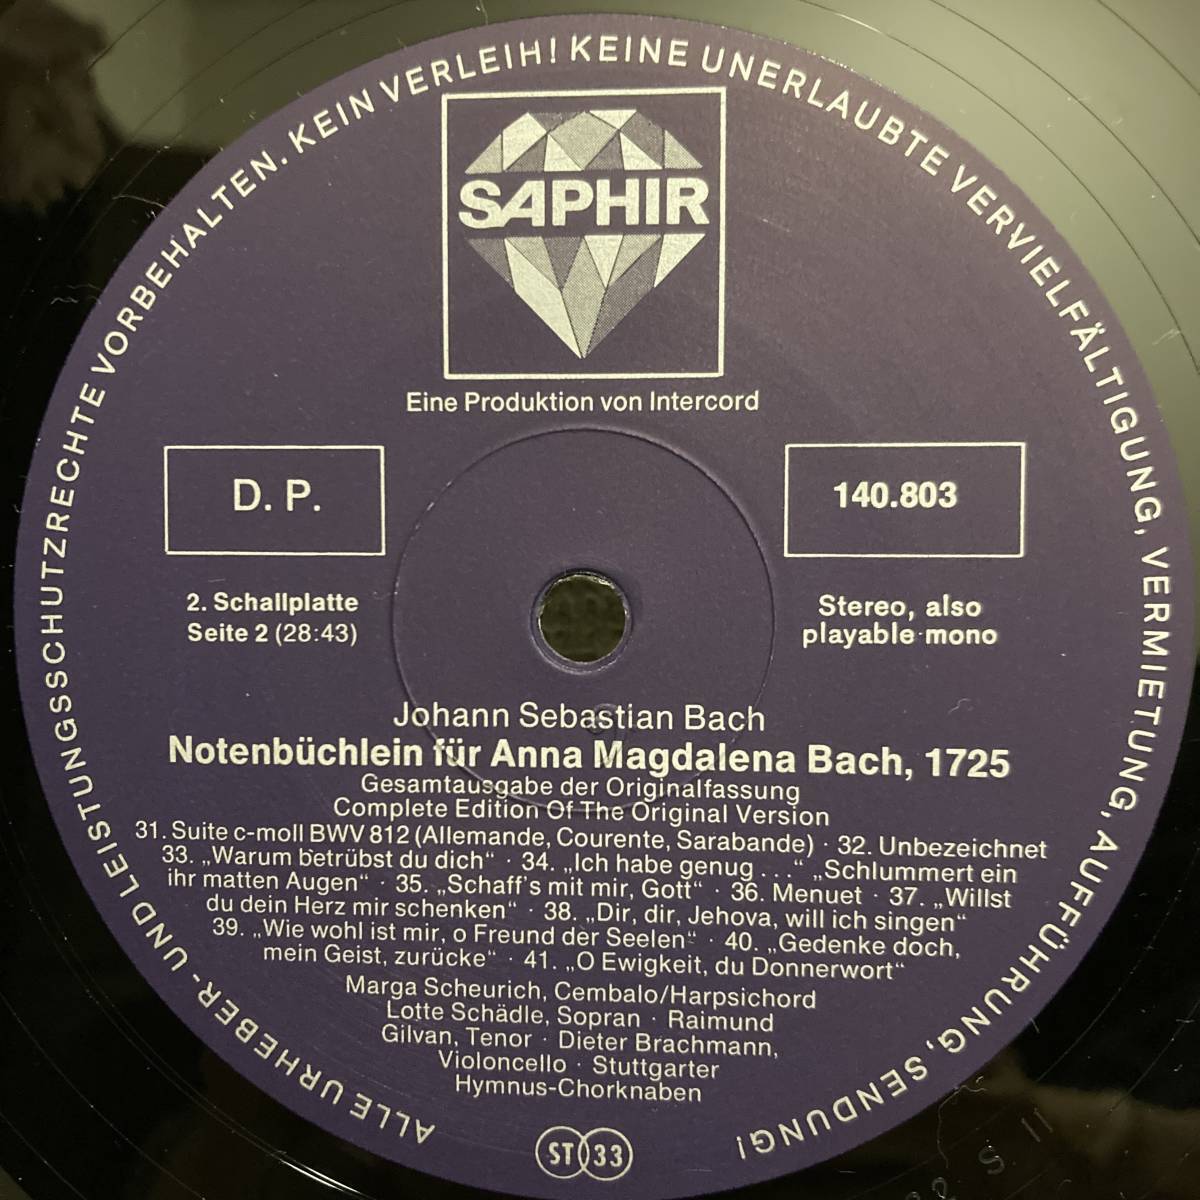 ALLE URHEBER- UND LEISTUNGSSCHUTZRECHTE VORBEHALTEN. KEIN VERLEIH! KEINE UNERLAUBTE VERVIELFÄLTIGUNG, VERMIETUNG, AUFFÜHRUNG, SENDUNG!
SAPHIR
Eine Produktion von Intercord
D. P.
140.803
2. Schallplatte
Seite 2 (28:43)
Stereo, also
playable mono
Johann Sebastian Bach
Notenbüchlein für Anna Magdalena Bach, 1725
Gesamtausgabe der Originalfassung
Complete Edition Of The Original Version
31. Suite c-moll BWV 812 (Allemande, Courente, Sarabande) · 32. Unbezeichnet
33. „Warum betrübst du dich“ · 34. „Ich habe genug . . .“ „Schlummert ein
ihr matten Augen“ · 35. „Schaff's mit mir, Gott“ · 36. Menuet · 37. „Willst
du dein Herz mir schenken“ · 38. „Dir, dir, Jehova, will ich singen“
39. „Wie wohl ist mir, o Freund der Seelen“ · 40. „Gedenke doch,
mein Geist, zurücke“ · 41. „O Ewigkeit, du Donnerwort“
Marga Scheurich, Cembalo/Harpsichord
Lotte Schädle, Sopran · Raimund
Gilvan, Tenor · Dieter Brachmann,
Violoncello · Stuttgarter
Hymnus-Chorknaben
ST 33